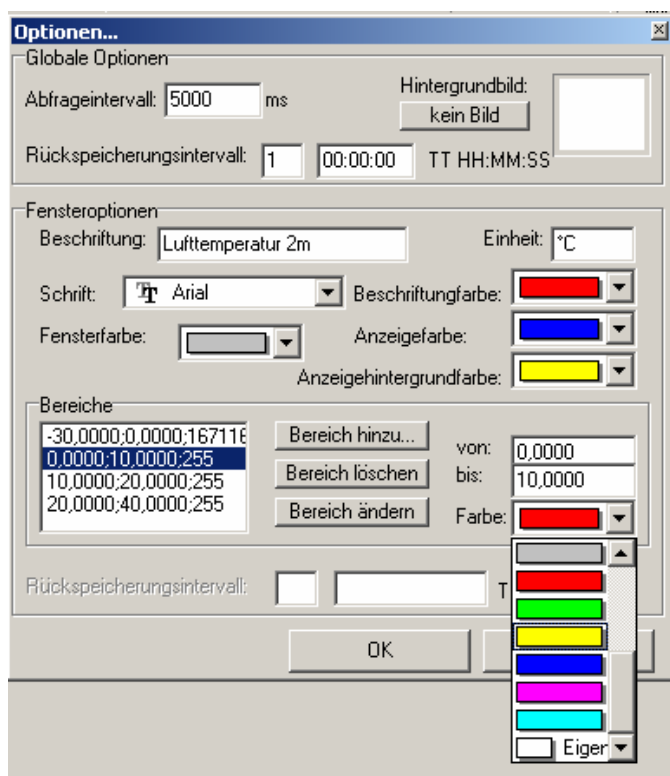 Optionen...
Globale Optionen
Abfrageintervall: 5000 ms
Hintergrundbild:
kein Bild
Rückspeicherungsintervall: 1 00:00:00 TT HH:MM:SS
Fensteroptionen
Beschriftung: Lufttemperatur 2m Einheit: °C
Schrift: Arial Beschriftungfarbe:
Fensterfarbe: Anzeigefarbe:
Anzeigehintergrundfarbe:
Bereiche
-30,0000;0,0000;167116
0,0000;10,0000;255
10,0000;20,0000;255
20,0000;40,0000;255
Bereich hinzu...
Bereich löschen
Bereich ändern
von: 0,0000
bis: 10,0000
Farbe:
Rückspeicherungsintervall: T
OK
Eiger